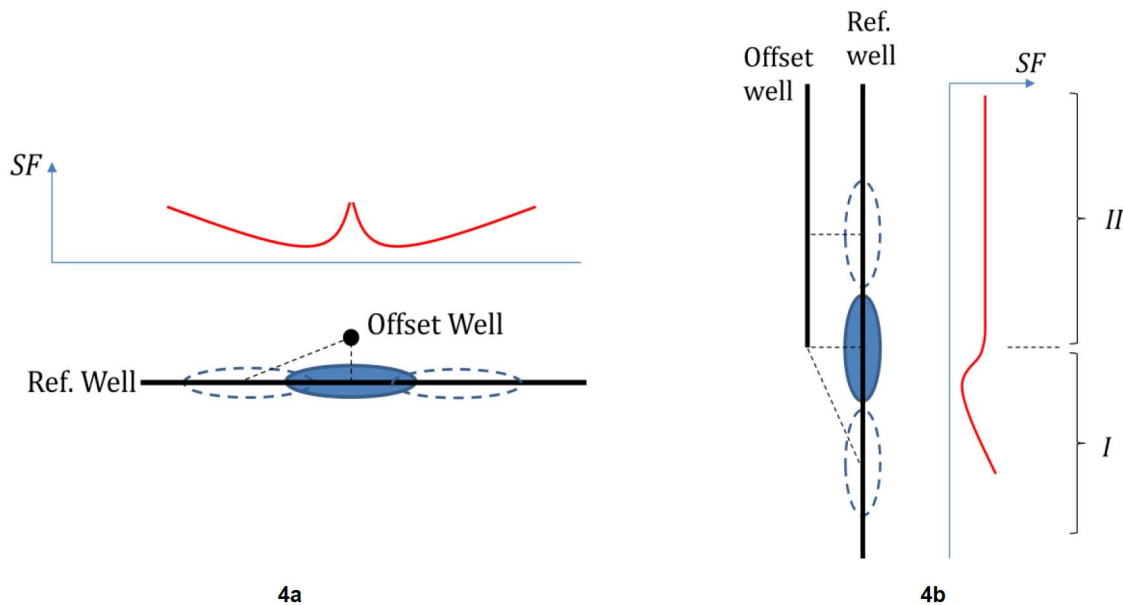 SF
Offset Well
Ref. Well
4a
Ref.
well
Offset
well
SF
II
I
4b